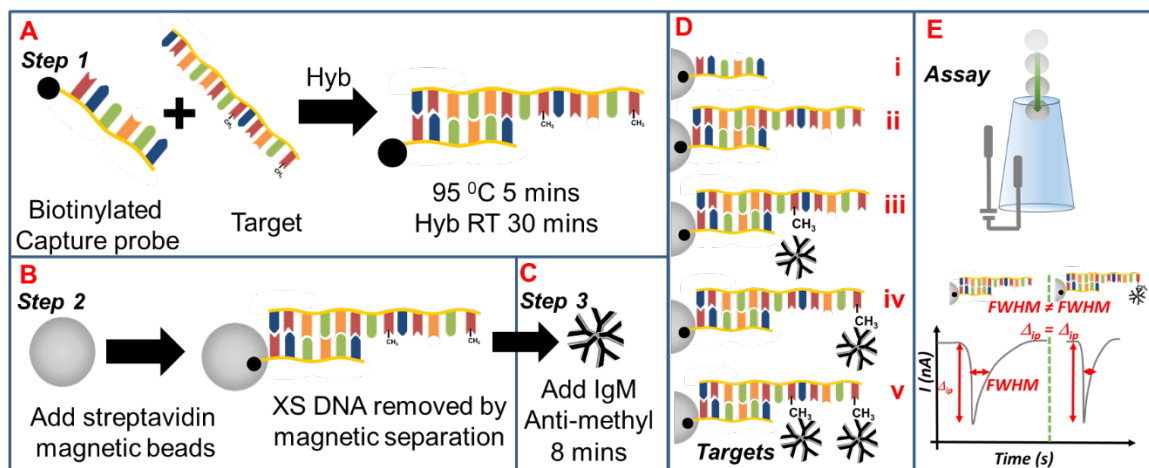 A
Step 1
Biotinylated
Capture probe
+
CH3
CH3
Target
Hyb
CH3
CH3
95 ⁰C 5 mins
Hyb RT 30 mins
B
Step 2
Add streptavidin
magnetic beads
CH3
CH3
XS DNA removed by
magnetic separation
C
Step 3
Add IgM
Anti-methyl
8 mins
D
i
ii
iii
CH3
iv
CH3
v
CH3
CH3
Targets
E
Assay
CH3
FWHM ≠ FWHM
Δip = Δip
I (nA)
Δip
FWHM
Time (s)